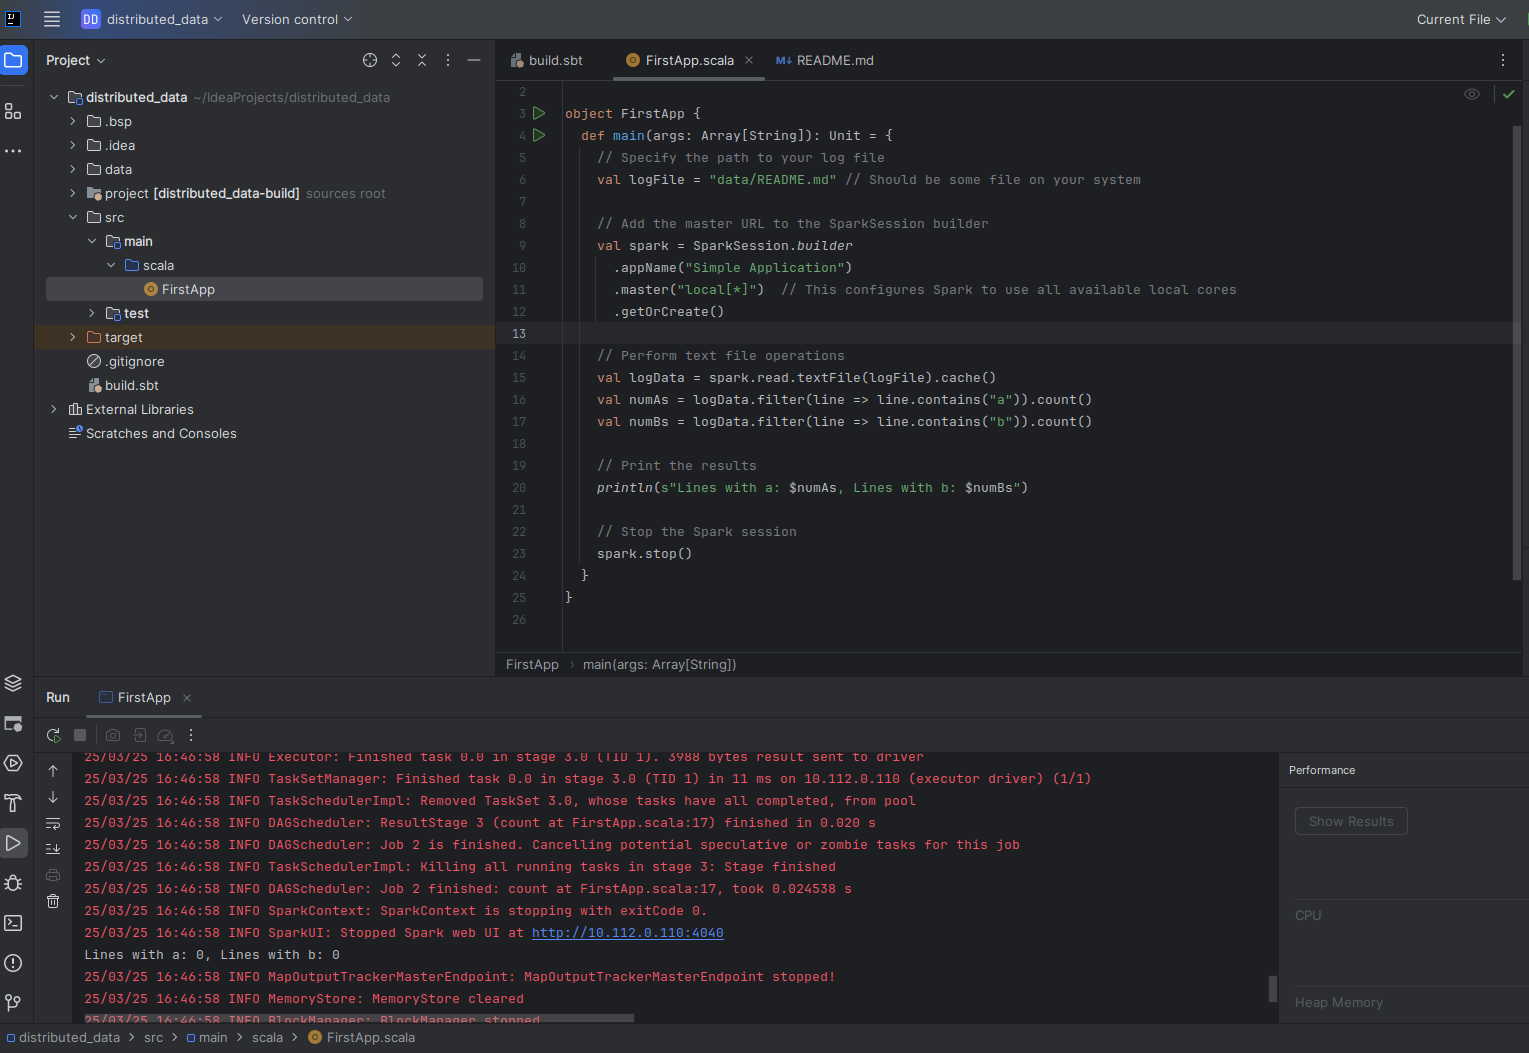 DD distributed_data Version control Current File
Project
distributed_data ~/IdeaProjects/distributed_data
.bsp
.idea
data
project [distributed_data-build] sources root
src
main
scala
FirstApp
test
target
.gitignore
build.sbt
External Libraries
Scratches and Consoles
build.sbt FirstApp.scala M↓ README.md
2
3 object FirstApp {
4 def main(args: Array[String]): Unit = {
5 // Specify the path to your log file
6 val logFile = "data/README.md" // Should be some file on your system
7
8 // Add the master URL to the SparkSession builder
9 val spark = SparkSession.builder
10 .appName("Simple Application")
11 .master("local[*]") // This configures Spark to use all available local cores
12 .getOrCreate()
13
14 // Perform text file operations
15 val logData = spark.read.textFile(logFile).cache()
16 val numAs = logData.filter(line => line.contains("a")).count()
17 val numBs = logData.filter(line => line.contains("b")).count()
18
19 // Print the results
20 println(s"Lines with a: $numAs, Lines with b: $numBs")
21
22 // Stop the Spark session
23 spark.stop()
24 }
25 }
26
FirstApp > main(args: Array[String])
Run FirstApp
25/03/25 16:46:58 INFO Executor: Finished task 0.0 in stage 3.0 (TID 1). 3988 bytes result sent to driver
25/03/25 16:46:58 INFO TaskSetManager: Finished task 0.0 in stage 3.0 (TID 1) in 11 ms on 10.112.0.110 (executor driver) (1/1)
25/03/25 16:46:58 INFO TaskSchedulerImpl: Removed TaskSet 3.0, whose tasks have all completed, from pool
25/03/25 16:46:58 INFO DAGScheduler: ResultStage 3 (count at FirstApp.scala:17) finished in 0.020 s
25/03/25 16:46:58 INFO DAGScheduler: Job 2 is finished. Cancelling potential speculative or zombie tasks for this job
25/03/25 16:46:58 INFO TaskSchedulerImpl: Killing all running tasks in stage 3: Stage finished
25/03/25 16:46:58 INFO DAGScheduler: Job 2 finished: count at FirstApp.scala:17, took 0.024538 s
25/03/25 16:46:58 INFO SparkContext: SparkContext is stopping with exitCode 0.
25/03/25 16:46:58 INFO SparkUI: Stopped Spark web UI at http://10.112.0.110:4040
Lines with a: 0, Lines with b: 0
25/03/25 16:46:58 INFO MapOutputTrackerMasterEndpoint: MapOutputTrackerMasterEndpoint stopped!
25/03/25 16:46:58 INFO MemoryStore: MemoryStore cleared
25/03/25 16:46:58 INFO BlockManager: BlockManager stopped
Performance
Show Results
CPU
Heap Memory
distributed_data > src > main > scala > FirstApp.scala